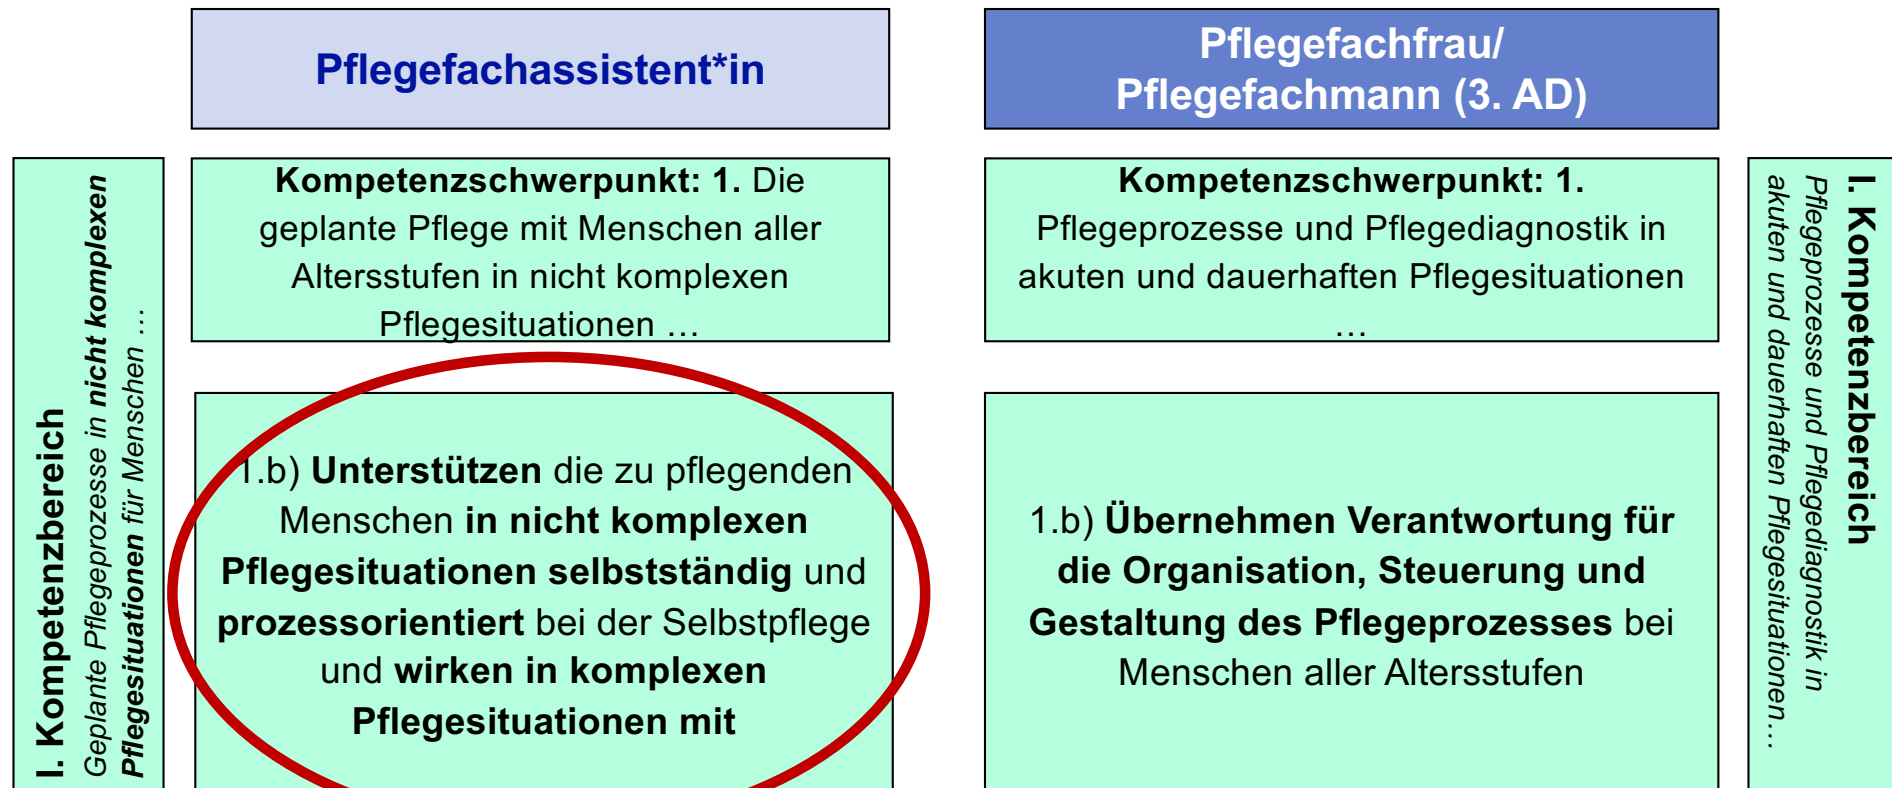 Pflegefachassistent*in
Pflegefachfrau/
Pflegefachmann (3. AD)
I. Kompetenzbereich
Geplante Pflegeprozesse in nicht komplexen
Pflegesituationen für Menschen …
Kompetenzschwerpunkt: 1. Die
geplante Pflege mit Menschen aller
Altersstufen in nicht komplexen
Pflegesituationen …
Kompetenzschwerpunkt: 1.
Pflegeprozesse und Pflegediagnostik in
akuten und dauerhaften Pflegesituationen
…
I. Kompetenzbereich
Pflegeprozesse und Pflegediagnostik in
akuten und dauerhaften Pflegesituationen…
1.b) Unterstützen die zu pflegenden
Menschen in nicht komplexen
Pflegesituationen selbstständig und
prozessorientiert bei der Selbstpflege
und wirken in komplexen
Pflegesituationen mit
1.b) Übernehmen Verantwortung für
die Organisation, Steuerung und
Gestaltung des Pflegeprozesses bei
Menschen aller Altersstufen